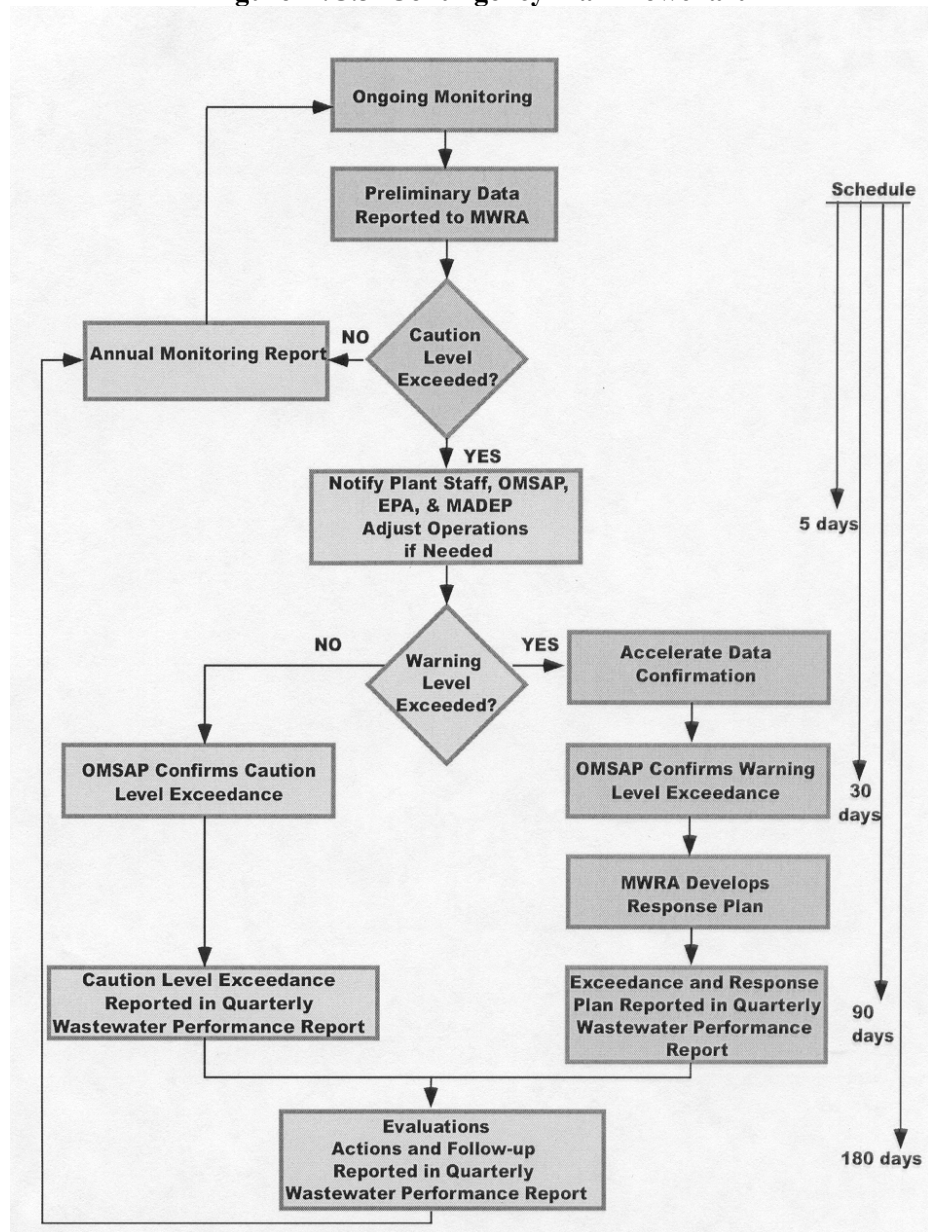 Ongoing Monitoring
Preliminary Data
Reported to MWRA
Schedule
Annual Monitoring Report
NO
Caution
Level
Exceeded?
YES
Notify Plant Staff, OMSAP,
EPA, & MADEP
Adjust Operations
if Needed
5 days
NO
Warning
Level
Exceeded?
YES
Accelerate Data
Confirmation
OMSAP Confirms Caution
Level Exceedance
OMSAP Confirms Warning
Level Exceedance
30
days
MWRA Develops
Response Plan
Caution Level Exceedance
Reported in Quarterly
Wastewater Performance Report
Exceedance and Response
Plan Reported in Quarterly
Wastewater Performance
Report
90
days
Evaluations
Actions and Follow-up
Reported in Quarterly
Wastewater Performance Report
180 days